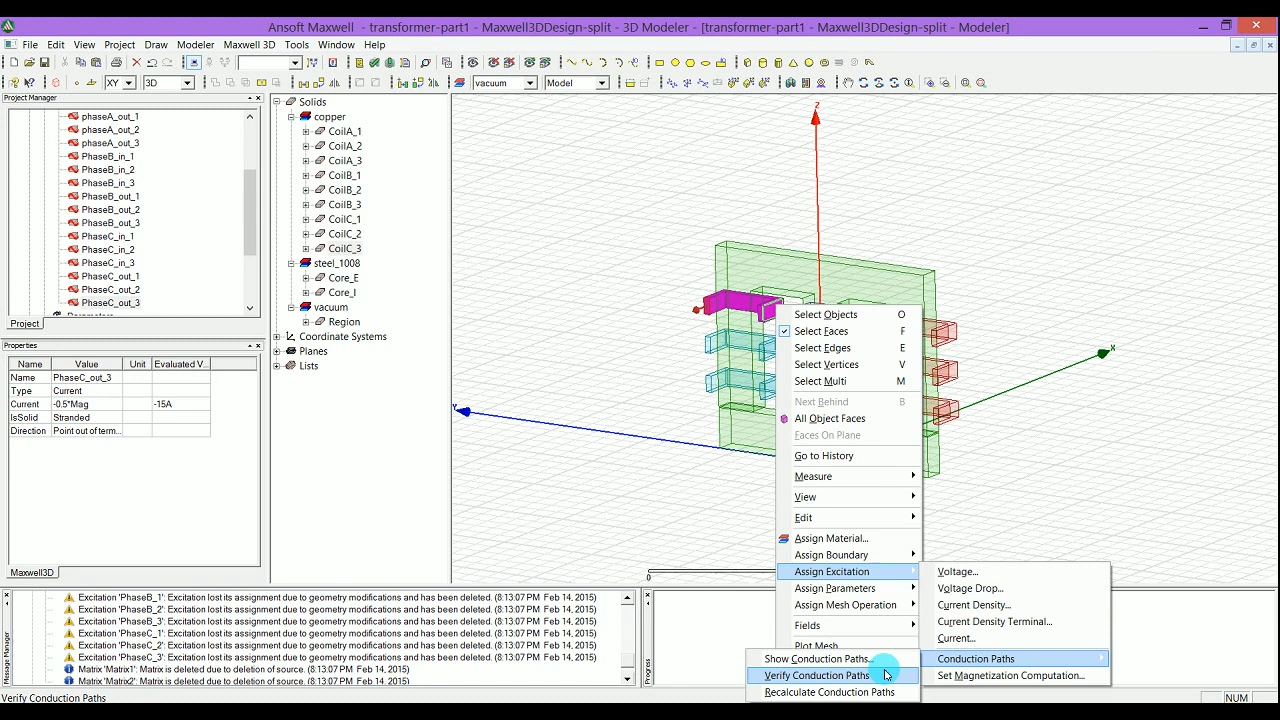 Ansoft Maxwell - transformer-part1 - Maxwell3DDesign-split - 3D Modeler - [transformer-part1 - Maxwell3DDesign-split - Modeler]
File Edit View Project Draw Modeler Maxwell 3D Tools Window Help
XY 3D vacuum Model
Project Manager
phaseA_out_1
phaseA_out_2
phaseA_out_3
PhaseB_in_1
PhaseB_in_2
PhaseB_in_3
PhaseB_out_1
PhaseB_out_2
PhaseB_out_3
PhaseC_in_1
PhaseC_in_2
PhaseC_in_3
PhaseC_out_1
PhaseC_out_2
PhaseC_out_3
Project
Properties
Name Value Unit Evaluated V...
Name PhaseC_out_3
Type Current
Current -0.5*Mag -15A
IsSolid Stranded
Direction Point out of term...
Maxwell3D
Solids
copper
CoilA_1
CoilA_2
CoilA_3
CoilB_1
CoilB_2
CoilB_3
CoilC_1
CoilC_2
CoilC_3
steel_1008
Core_E
Core_I
vacuum
Region
Coordinate Systems
Planes
Lists
Z
X
Y
0
Select Objects O
Select Faces F
Select Edges E
Select Vertices V
Select Multi M
Next Behind B
All Object Faces
Faces On Plane
Go to History
Measure
View
Edit
Assign Material...
Assign Boundary
Assign Excitation
Assign Parameters
Assign Mesh Operation
Fields
Plot Mesh...
Voltage...
Voltage Drop...
Current Density...
Current Density Terminal...
Current...
Conduction Paths
Set Magnetization Computation...
Show Conduction Paths...
Verify Conduction Paths
Recalculate Conduction Paths
Message Manager
Excitation 'PhaseB_1': Excitation lost its assignment due to geometry modifications and has been deleted. (8:13:07 PM Feb 14, 2015)
Excitation 'PhaseB_2': Excitation lost its assignment due to geometry modifications and has been deleted. (8:13:07 PM Feb 14, 2015)
Excitation 'PhaseB_3': Excitation lost its assignment due to geometry modifications and has been deleted. (8:13:07 PM Feb 14, 2015)
Excitation 'PhaseC_1': Excitation lost its assignment due to geometry modifications and has been deleted. (8:13:07 PM Feb 14, 2015)
Excitation 'PhaseC_2': Excitation lost its assignment due to geometry modifications and has been deleted. (8:13:07 PM Feb 14, 2015)
Excitation 'PhaseC_3': Excitation lost its assignment due to geometry modifications and has been deleted. (8:13:07 PM Feb 14, 2015)
Matrix 'Matrix1': Matrix is deleted due to deletion of source. (8:13:07 PM Feb 14, 2015)
Matrix 'Matrix2': Matrix is deleted due to deletion of source. (8:13:07 PM Feb 14, 2015)
Progress
Verify Conduction Paths
NUM